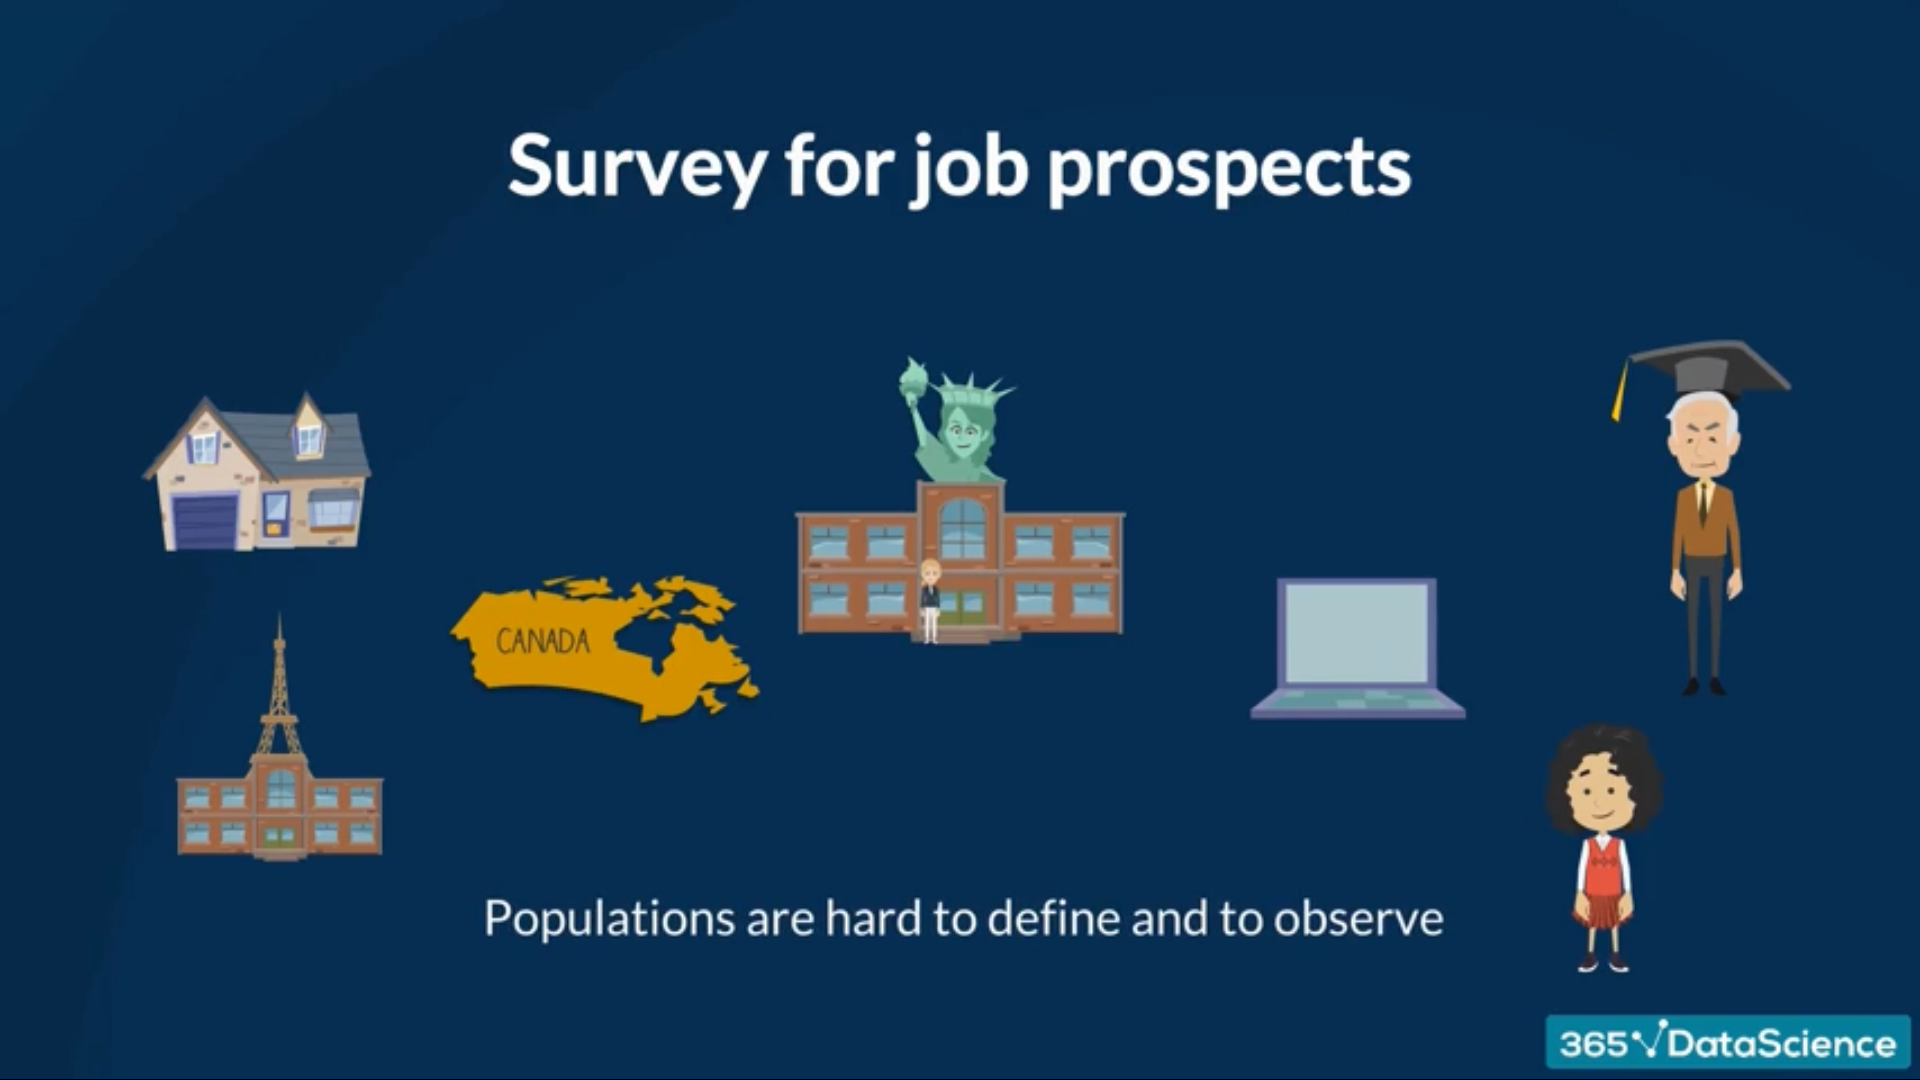 Survey for job prospects
CANADA
Populations are hard to define and to observe
365 DataScience